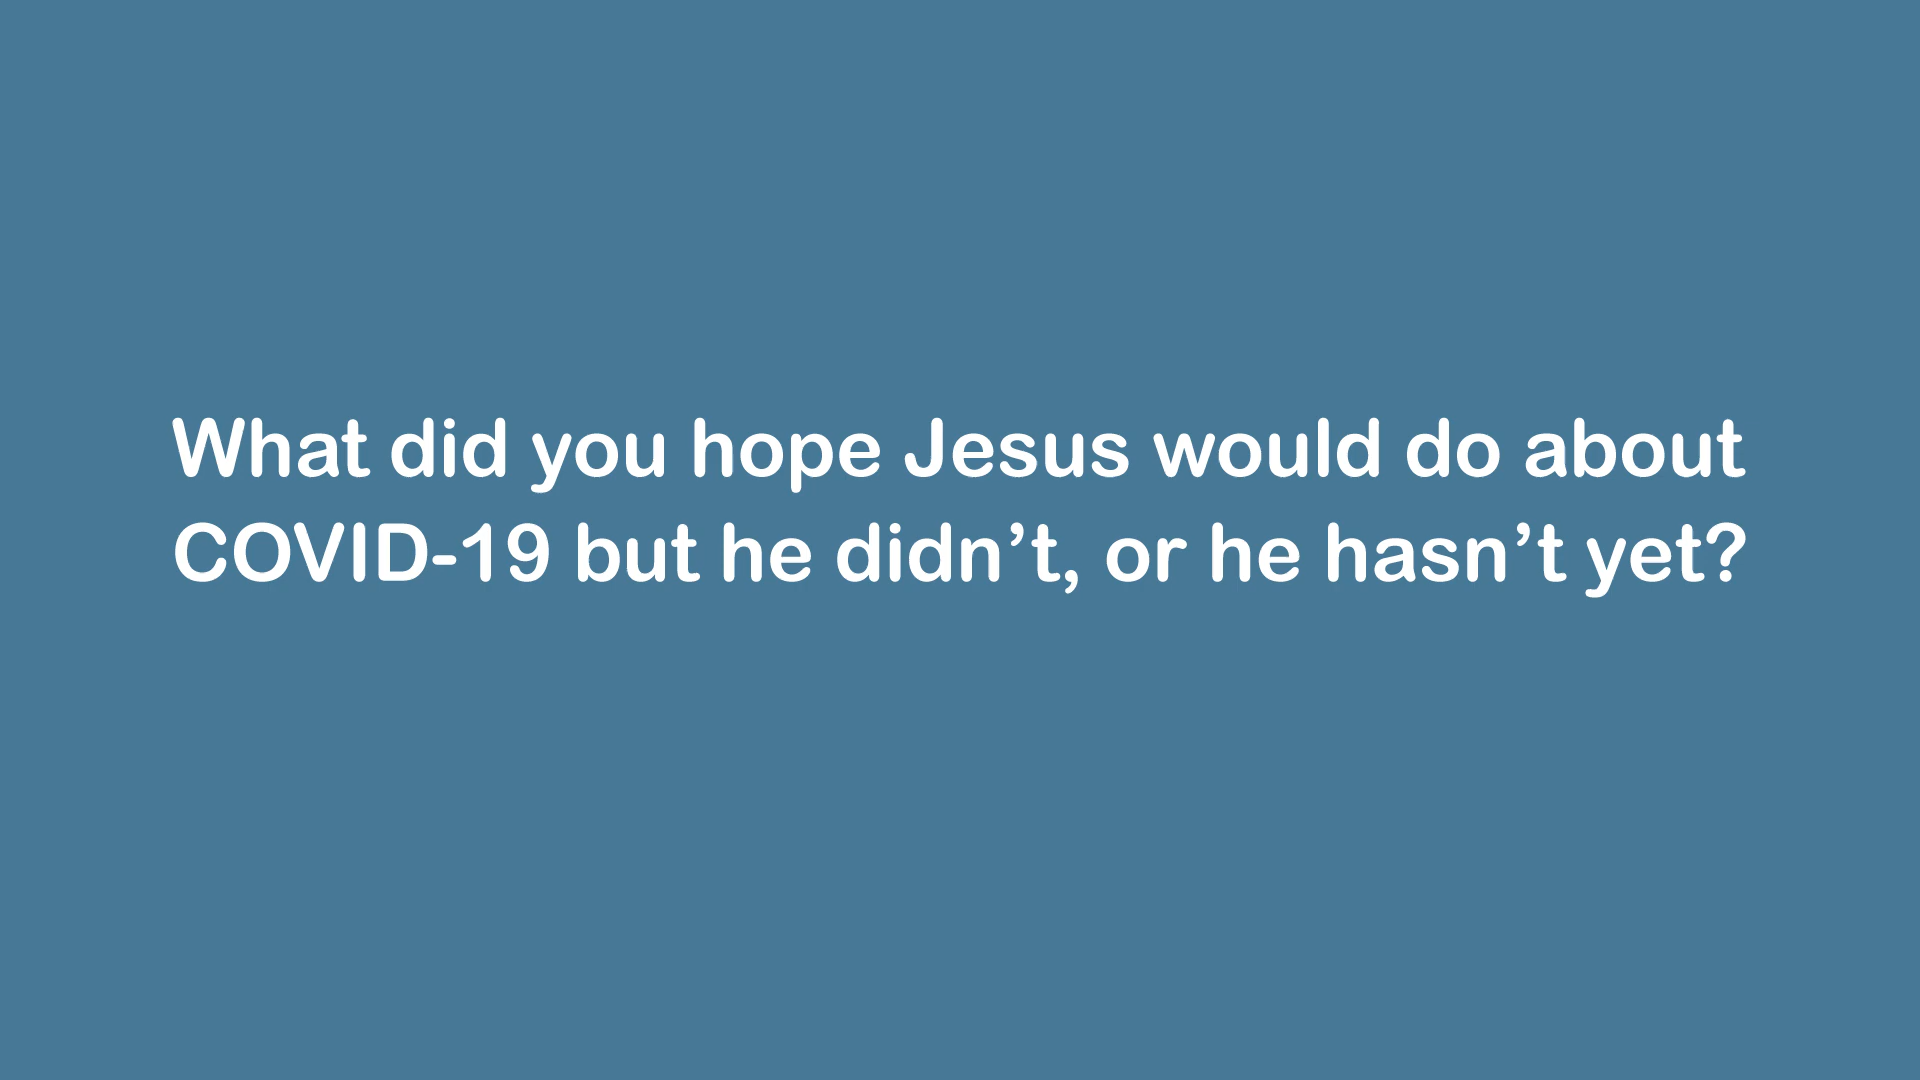 What did you hope Jesus would do about
COVID-19 but he didn’t, or he hasn’t yet?